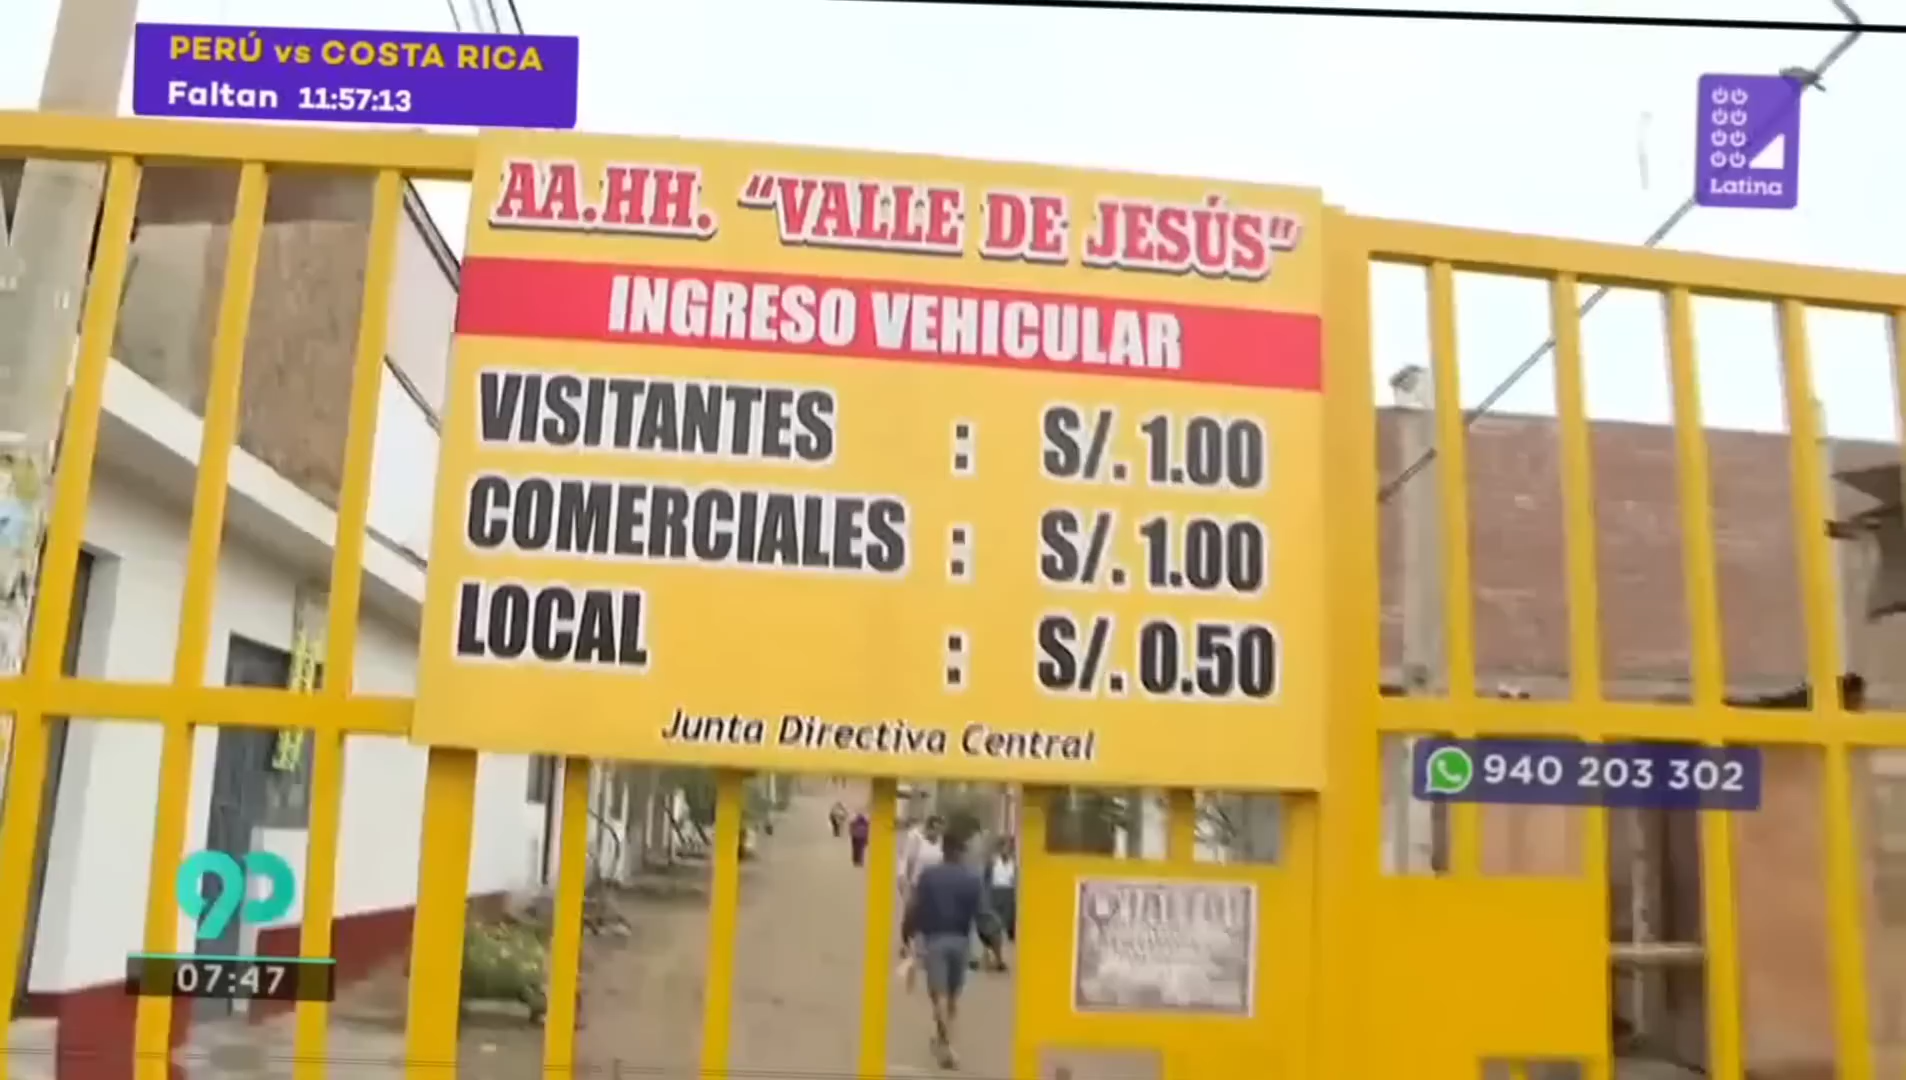 PERÚ vs COSTA RICA
Faltan 11:57:13
Latina
AA.HH. "VALLE DE JESÚS"
INGRESO VEHICULAR
VISITANTES : S/. 1.00
COMERCIALES : S/. 1.00
LOCAL : S/. 0.50
Junta Directiva Central
940 203 302
90
07:47